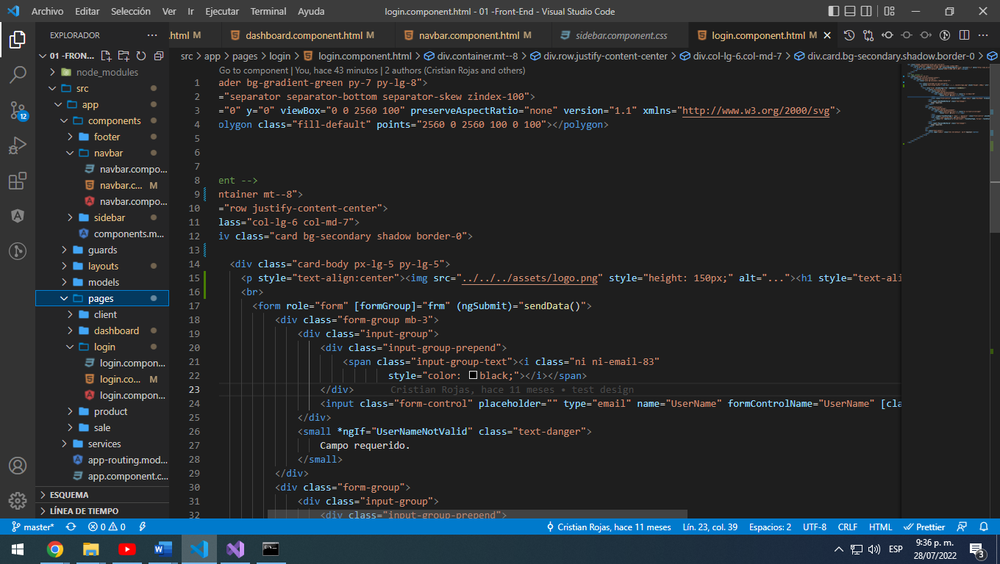 Archivo Editar Selección Ver Ir Ejecutar Terminal Ayuda
login.component.html - 01 -Front-End - Visual Studio Code
EXPLORADOR ···
.html M
dashboard.component.html M
navbar.component.html M
sidebar.component.css
login.component.html M
01 -FRON...
src > app > pages > login > login.component.html > div.container.mt--8 > div.row.justify-content-center > div.col-lg-6.col-md-7 > div.card.bg-secondary.shadow.border-0 >
node_modules
src
app
components
footer
navbar
navbar.compo...
navbar.c... M
navbar.compo...
sidebar
components.m...
guards
layouts
models
pages
client
dashboard
login
login.compon...
login.co... M
login.compon...
product
sale
services
app-routing.mod...
app.component.c...
ESQUEMA
LÍNEA DE TIEMPO
Go to component | You, hace 43 minutos | 2 authors (Cristian Rojas and others)
1 ader bg-gradient-green py-7 py-lg-8">
2 ="separator separator-bottom separator-skew zindex-100">
3 ="0" y="0" viewBox="0 0 2560 100" preserveAspectRatio="none" version="1.1" xmlns="http://www.w3.org/2000/svg">
4 olygon class="fill-default" points="2560 0 2560 100 0 100"></polygon>
5
6
7
8 ent -->
9 ntainer mt--8">
10 ="row justify-content-center">
11 lass="col-lg-6 col-md-7">
12 iv class="card bg-secondary shadow border-0">
13
14 <div class="card-body px-lg-5 py-lg-5">
15 <p style="text-align:center"><img src="../../../assets/logo.png" style="height: 150px;" alt="..."><h1 style="text-ali
16 <br>
17 <form role="form" [formGroup]="frm" (ngSubmit)="sendData()">
18 <div class="form-group mb-3">
19 <div class="input-group">
20 <div class="input-group-prepend">
21 <span class="input-group-text"><i class="ni ni-email-83"
22 style="color: black;"></i></span>
23 </div> Cristian Rojas, hace 11 meses • test design
24 <input class="form-control" placeholder="" type="email" name="UserName" formControlName="UserName" [cla
25 </div>
26 <small *ngIf="UserNameNotValid" class="text-danger">
27 Campo requerido.
28 </small>
29 </div>
30 <div class="form-group">
31 <div class="input-group">
32 <div class="input-group-prepend">
12
master* 0 0 Cristian Rojas, hace 11 meses Lín. 23, col. 39 Espacios: 2 UTF-8 CRLF HTML Prettier
ESP
9:36 p. m.
28/07/2022
3